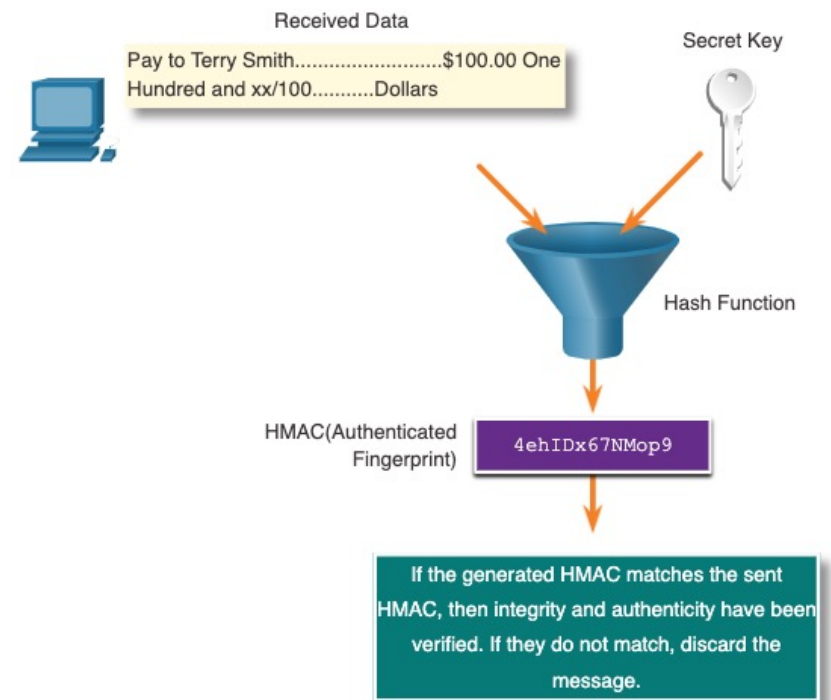 Received Data
Pay to Terry Smith..........................$100.00 One
Hundred and xx/100...........Dollars
Secret Key
Hash Function
HMAC(Authenticated
Fingerprint)
4ehIDx67NMop9
If the generated HMAC matches the sent
HMAC, then integrity and authenticity have been
verified. If they do not match, discard the
message.